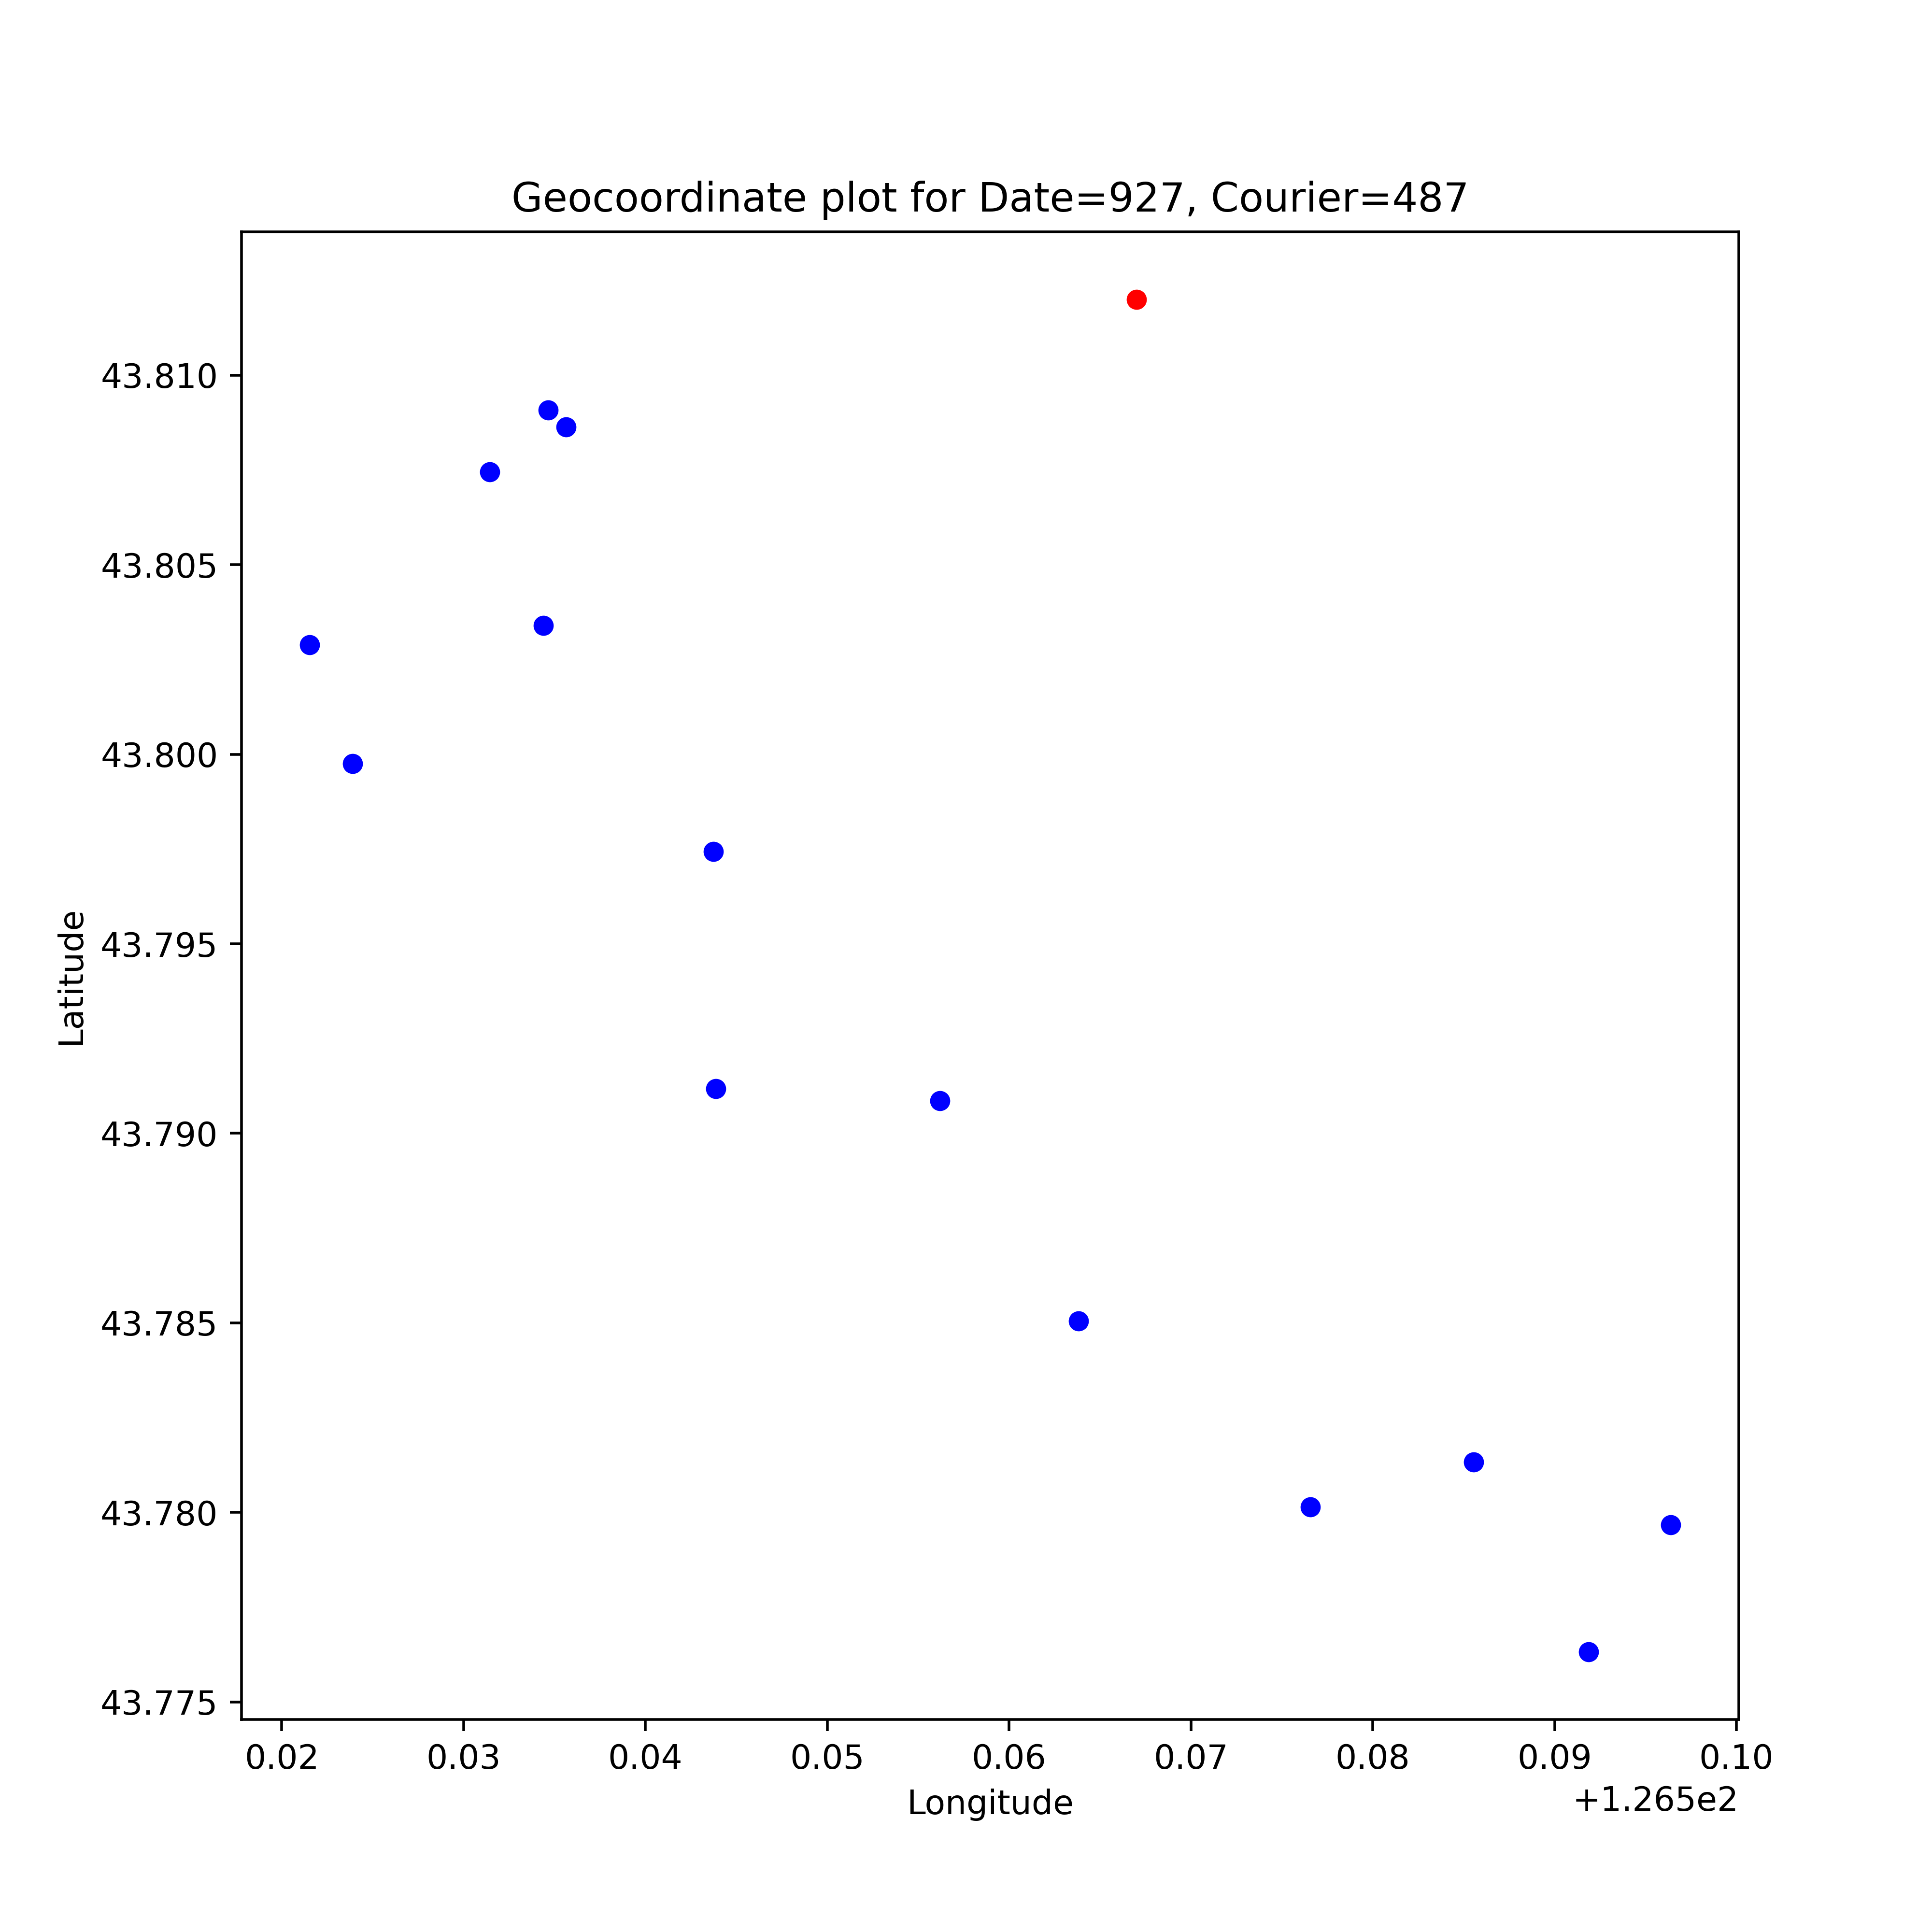 Geocoordinate plot for Date=927, Courier=487
43.810
43.805
43.800
43.795
43.790
43.785
43.780
43.775
Latitude
0.02 0.03 0.04 0.05 0.06 0.07 0.08 0.09 0.10
+1.265e2
Longitude